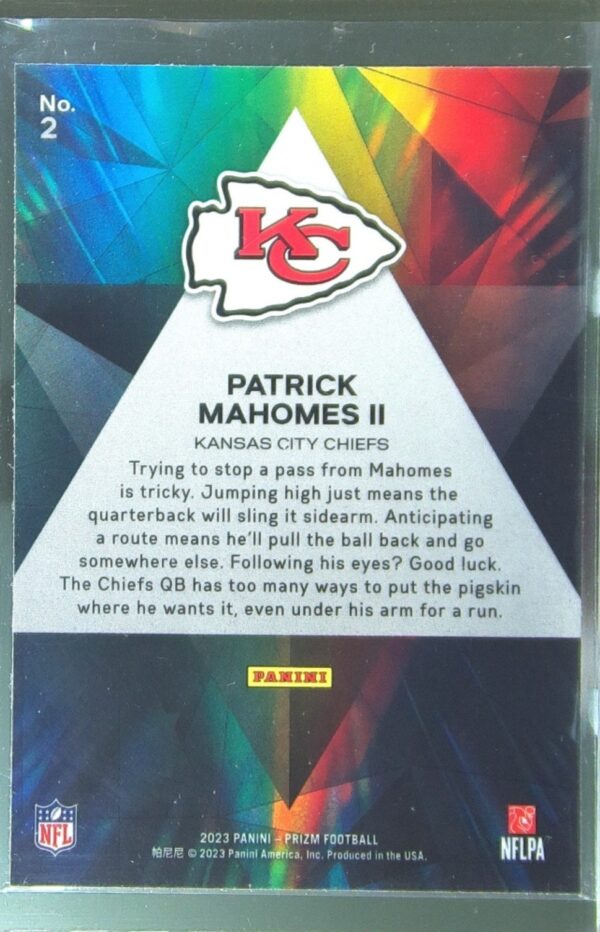 No.
2
KC
PATRICK
MAHOMES II
KANSAS CITY CHIEFS
Trying to stop a pass from Mahomes
is tricky. Jumping high just means the
quarterback will sling it sidearm. Anticipating
a route means he'll pull the ball back and go
somewhere else. Following his eyes? Good luck.
The Chiefs QB has too many ways to put the pigskin
where he wants it, even under his arm for a run.
PANINI
NFL
2023 PANINI – PRIZM FOOTBALL
帕尼尼 © 2023 Panini America, Inc. Produced in the USA.
NFLPA